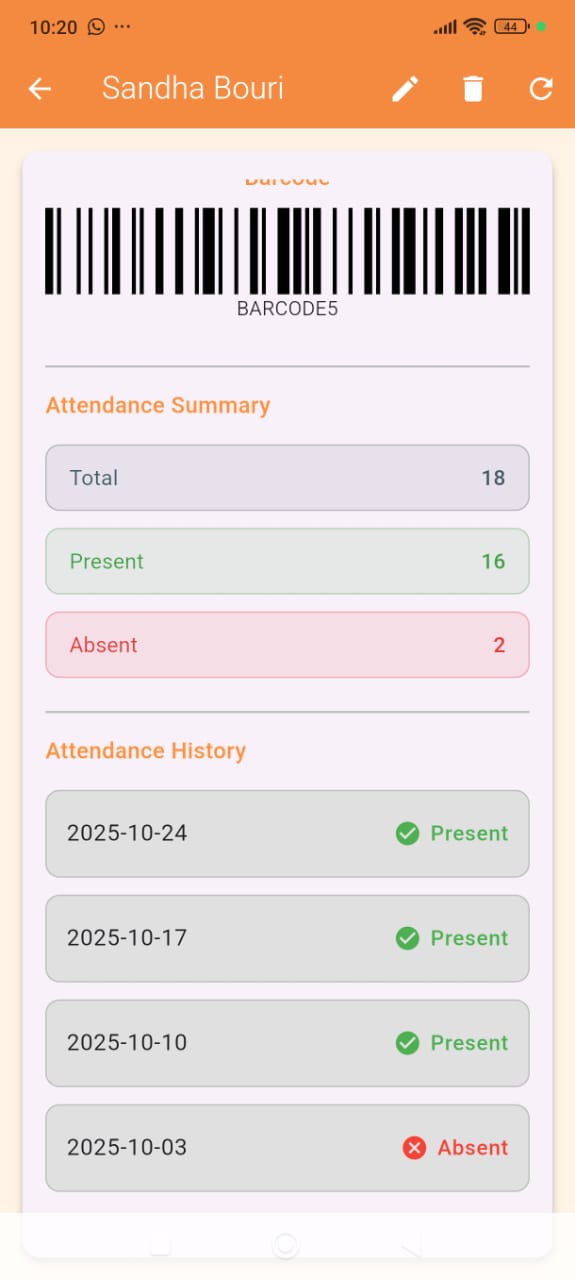 10:20 ...
44
Sandha Bouri
Barcode
BARCODE5
Attendance Summary
Total 18
Present 16
Absent 2
Attendance History
2025-10-24 Present
2025-10-17 Present
2025-10-10 Present
2025-10-03 Absent